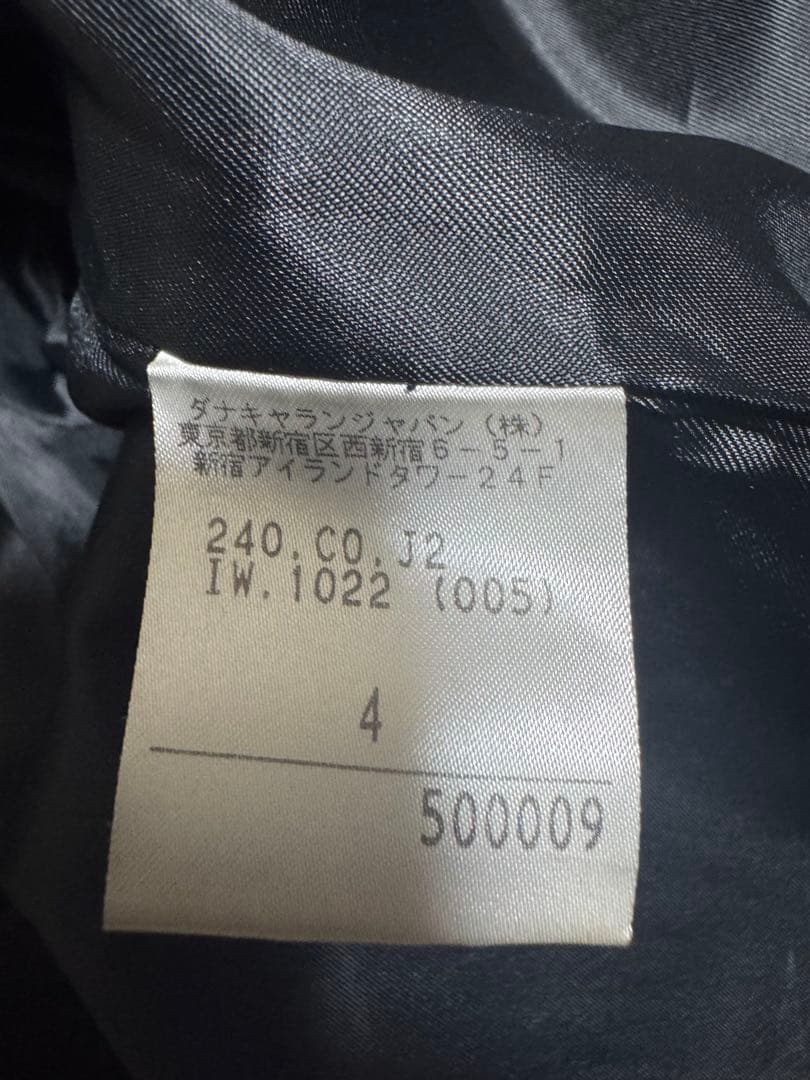 ダナキャランジャパン（株）
東京都新宿区西新宿６－５－１
新宿アイランドタワー２４Ｆ
240.CO.J2
IW.1022 (005)
4
500009